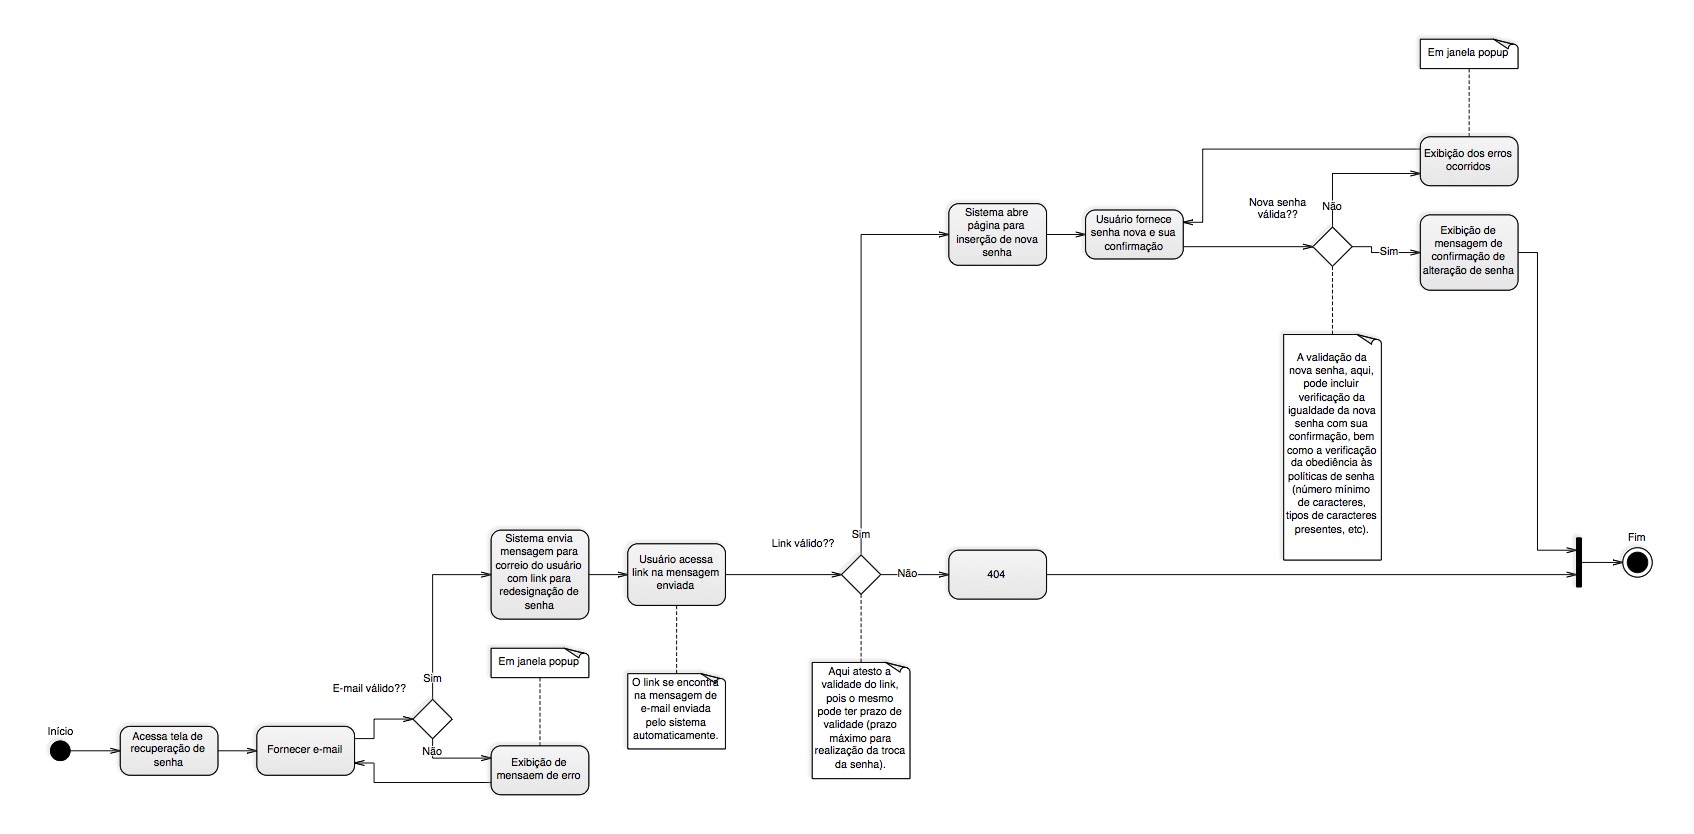 Início
Acessa tela de
recuperação de
senha
Fornecer e-mail
E-mail válido??
Sim
Não
Exibição de
mensaem de erro
Em janela popup
Sistema envia
mensagem para
correio do usuário
com link para
redesignação de
senha
Usuário acessa
link na mensagem
enviada
O link se encontra
na mensagem de
e-mail enviada
pelo sistema
automaticamente.
Link válido??
Sim
Não
Aqui atesto a
validade do link,
pois o mesmo
pode ter prazo de
validade (prazo
máximo para
realização da troca
da senha).
404
Sistema abre
página para
inserção de nova
senha
Usuário fornece
senha nova e sua
confirmação
Nova senha
válida??
Não
Sim
Exibição dos erros
ocorridos
Em janela popup
Exibição de
mensagem de
confirmação de
alteração de senha
A validação da
nova senha, aqui,
pode incluir
verificação da
igualdade da nova
senha com sua
confirmação, bem
como a verificação
da obediência às
políticas de senha
(número mínimo
de caracteres,
tipos de caracteres
presentes, etc).
Fim